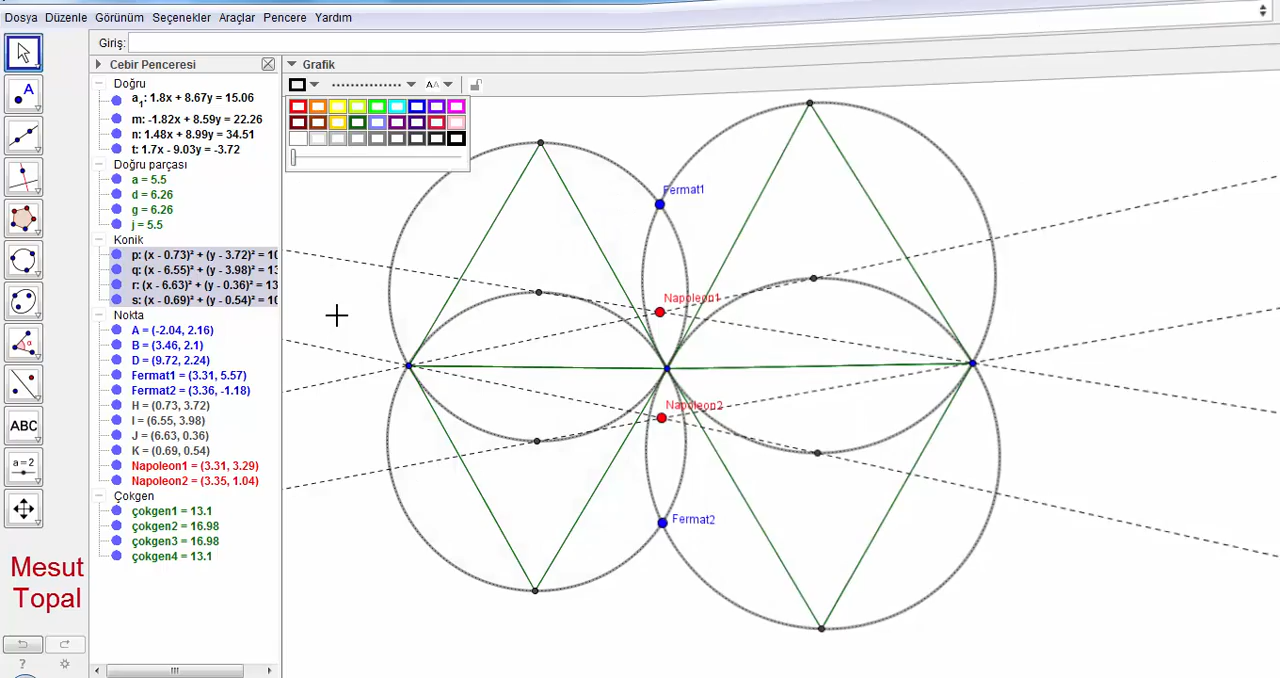 Dosya Düzenle Görünüm Seçenekler Araçlar Pencere Yardım
Giriş:
Cebir Penceresi
Grafik
Doğru
a₁: 1.8x + 8.67y = 15.06
m: -1.82x + 8.59y = 22.26
n: 1.48x + 8.99y = 34.51
t: 1.7x - 9.03y = -3.72
Doğru parçası
a = 5.5
d = 6.26
g = 6.26
j = 5.5
Konik
p: (x - 0.73)² + (y - 3.72)² = 10
q: (x - 6.55)² + (y - 3.98)² = 13
r: (x - 6.63)² + (y - 0.36)² = 13
s: (x - 0.69)² + (y - 0.54)² = 10
Nokta
A = (-2.04, 2.16)
B = (3.46, 2.1)
D = (9.72, 2.24)
Fermat1 = (3.31, 5.57)
Fermat2 = (3.36, -1.18)
H = (0.73, 3.72)
I = (6.55, 3.98)
J = (6.63, 0.36)
K = (0.69, 0.54)
Napoleon1 = (3.31, 3.29)
Napoleon2 = (3.35, 1.04)
Çokgen
çokgen1 = 13.1
çokgen2 = 16.98
çokgen3 = 16.98
çokgen4 = 13.1
A
α
ABC
a=2
Mesut
Topal
?
AA
Fermat1
Napoleon1
Napoleon2
Fermat2